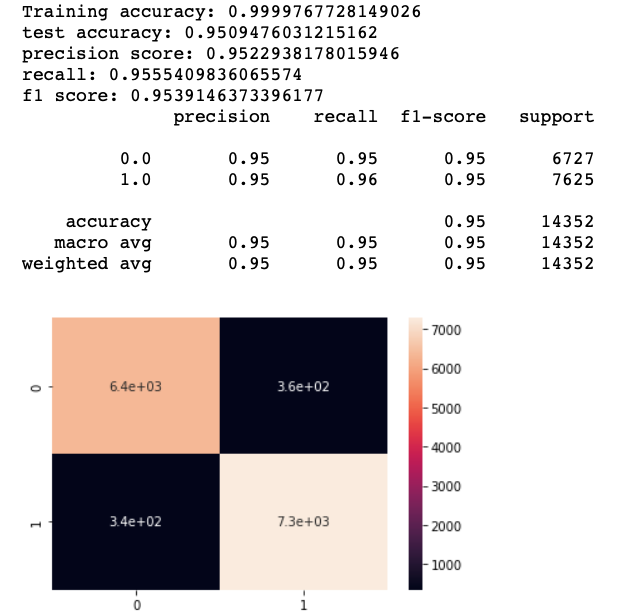 Training accuracy: 0.9999767728149026
test accuracy: 0.9509476031215162
precision score: 0.9522938178015946
recall: 0.9555409836065574
f1 score: 0.9539146373396177
precision recall f1-score support
0.0 0.95 0.95 0.95 6727
1.0 0.95 0.96 0.95 7625
accuracy 0.95 14352
macro avg 0.95 0.95 0.95 14352
weighted avg 0.95 0.95 0.95 14352
7000
6000
5000
4000
3000
2000
1000
0
6.4e+03 3.6e+02
1
3.4e+02 7.3e+03
0 1